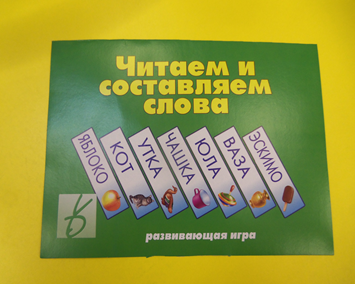 Читаем и
составляем
слова
ЯБЛОКО
КОТ
УТКА
ЧАШКА
ЮЛА
ВАЗА
ЭСКИМО
развивающая игра